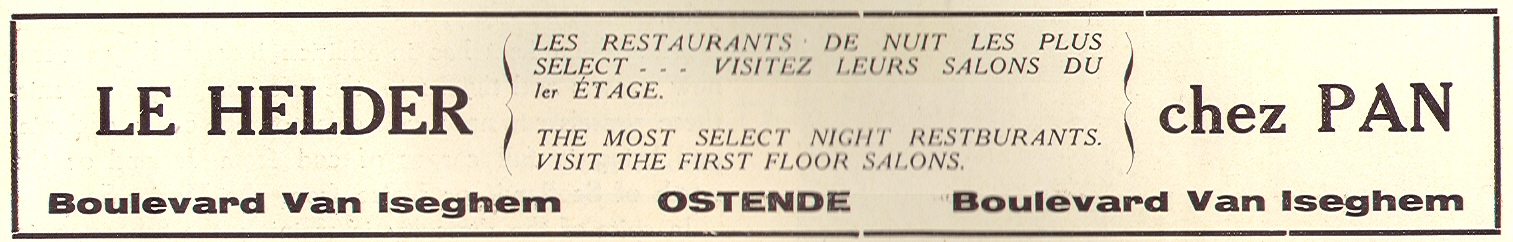 LE HELDER
LES RESTAURANTS DE NUIT LES PLUS
SELECT - - - VISITEZ LEURS SALONS DU
1er ÉTAGE.
THE MOST SELECT NIGHT RESTBURANTS.
VISIT THE FIRST FLOOR SALONS.
chez PAN
Boulevard Van Iseghem OSTENDE Boulevard Van Iseghem